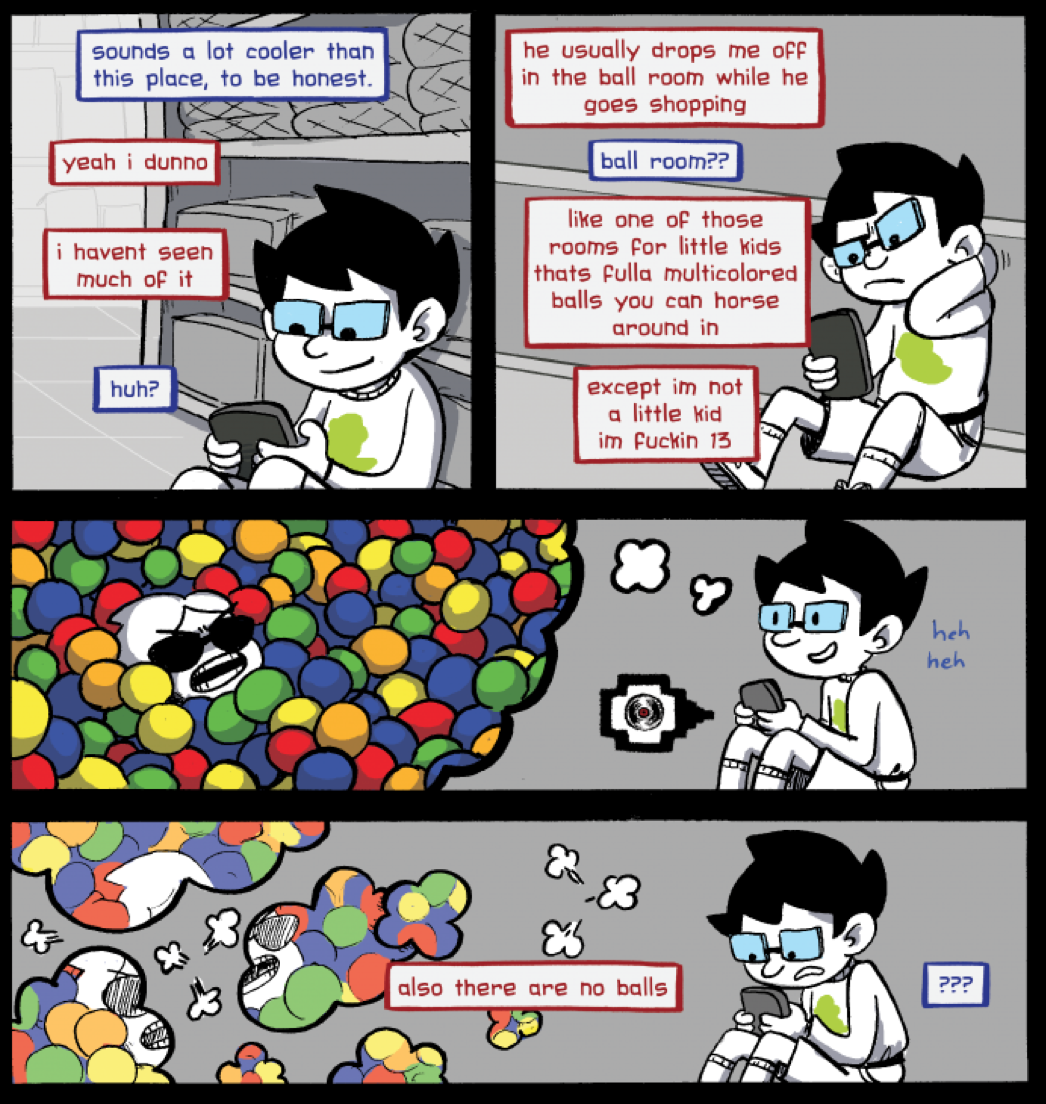 sounds a lot cooler than
this place, to be honest.
yeah i dunno
i havent seen
much of it
huh?
he usually drops me off
in the ball room while he
goes shopping
ball room??
like one of those
rooms for little kids
thats fulla multicolored
balls you can horse
around in
except im not
a little kid
im fuckin 13
heh
heh
also there are no balls
???